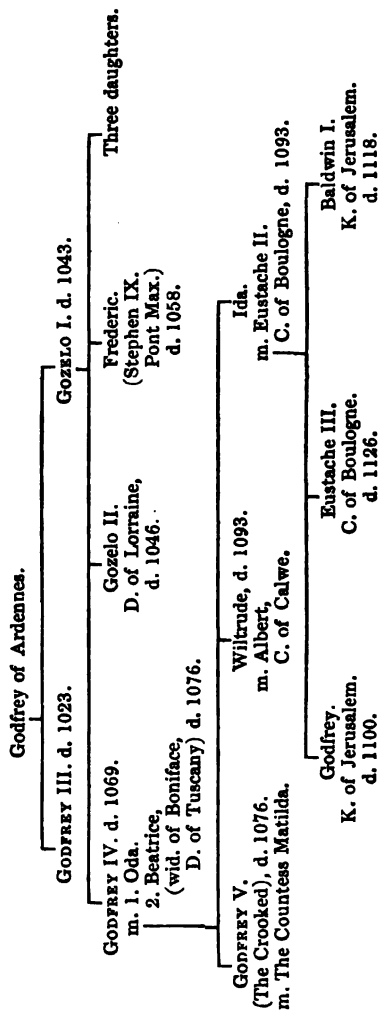 Godfrey of Ardennes.
GODFREY III. d. 1023.
GOZELO I. d. 1043.
GODFREY IV. d. 1069.
m. 1. Oda.
2. Beatrice,
(wid. of Boniface,
D. of Tuscany) d. 1076.
Gozelo II.
D. of Lorraine,
d. 1046.
Frederic.
(Stephen IX.
Pont Max.)
d. 1058.
Three daughters.
GODFREY V.
(The Crooked), d. 1076.
m. The Countess Matilda.
Wiltrude, d. 1093.
m. Albert,
C. of Calwe.
Ida.
m. Eustache II.
C. of Boulogne, d. 1093.
Godfrey.
K. of Jerusalem.
d. 1100.
Eustache III.
C. of Boulogne.
d. 1126.
Baldwin I.
K. of Jerusalem.
d. 1118.